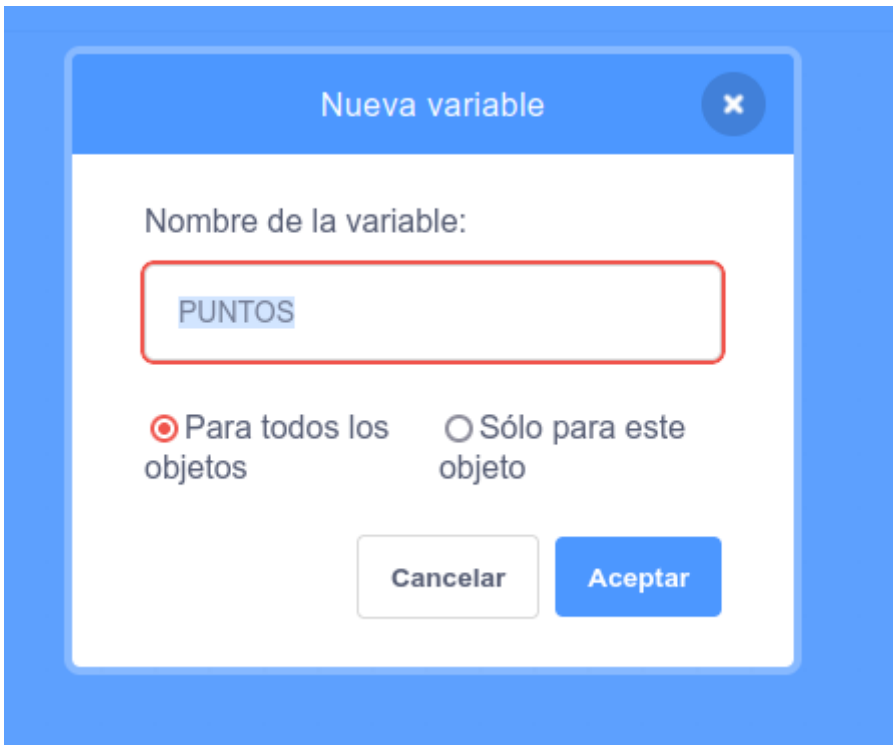 Nueva variable
Nombre de la variable:
PUNTOS
Para todos los
objetos
Sólo para este
objeto
Cancelar
Aceptar